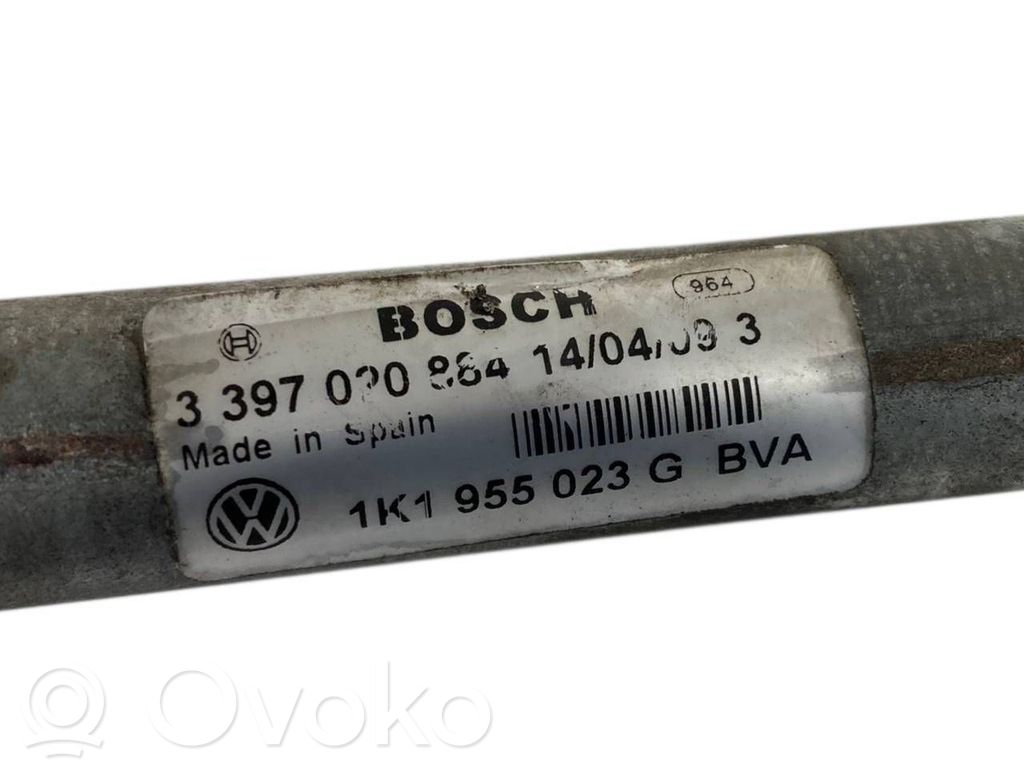 BOSCH 964
3 397 020 884 14/04/09 3
Made in Spain
1K1 955 023 G BVA
Ovoko